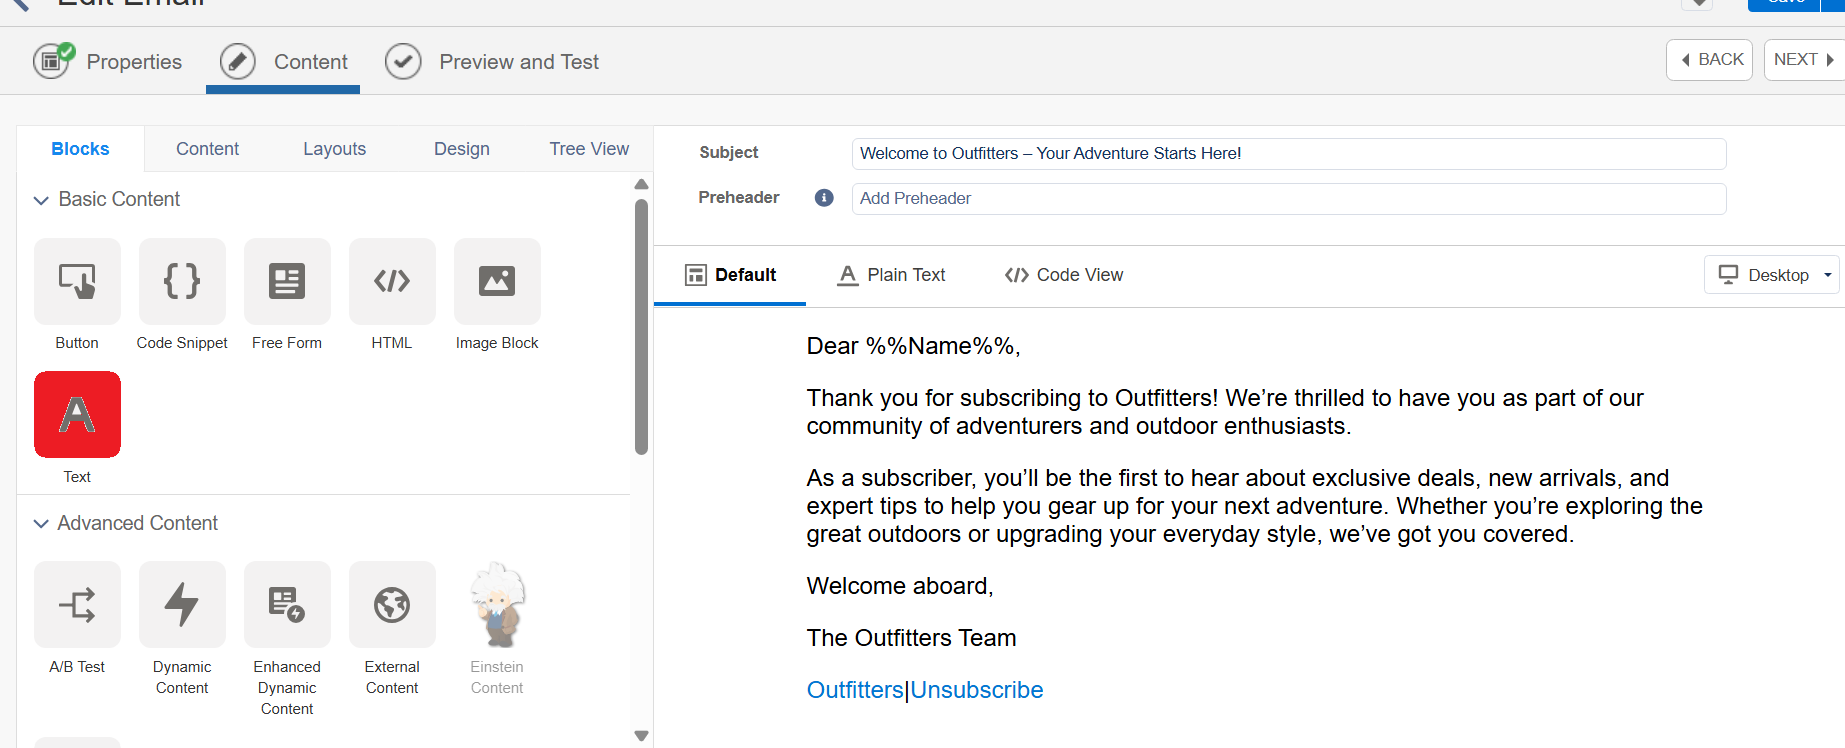 Edit Email
Save
Properties
Content
Preview and Test
BACK
NEXT
Blocks
Content
Layouts
Design
Tree View
Basic Content
Button
Code Snippet
Free Form
HTML
Image Block
A
Text
Advanced Content
A/B Test
Dynamic
Content
Enhanced
Dynamic
Content
External
Content
Einstein
Content
Subject
Welcome to Outfitters – Your Adventure Starts Here!
Preheader
Add Preheader
Default
A Plain Text
Code View
Desktop
Dear %%Name%%,
Thank you for subscribing to Outfitters! We’re thrilled to have you as part of our
community of adventurers and outdoor enthusiasts.
As a subscriber, you’ll be the first to hear about exclusive deals, new arrivals, and
expert tips to help you gear up for your next adventure. Whether you’re exploring the
great outdoors or upgrading your everyday style, we’ve got you covered.
Welcome aboard,
The Outfitters Team
Outfitters|Unsubscribe